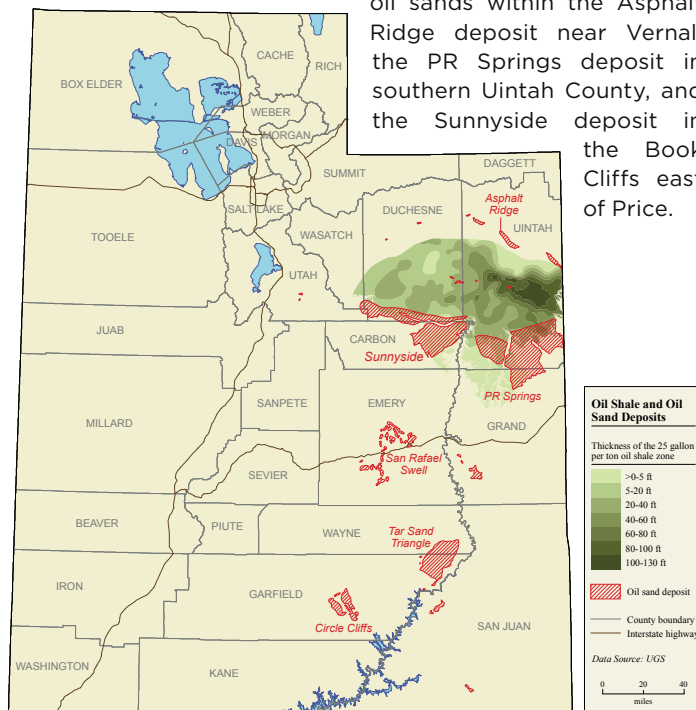 oil sands within the Asphalt
Ridge deposit near Vernal,
the PR Springs deposit in
southern Uintah County, and
the Sunnyside deposit in
the Book
Cliffs east
of Price.
CACHE
RICH
BOX ELDER
WEBER
MORGAN
DAVIS
SUMMIT
DAGGETT
SALT LAKE
TOOELE
WASATCH
DUCHESNE
Asphalt
Ridge
UINTAH
UTAH
JUAB
CARBON
Sunnyside
PR Springs
SANPETE
EMERY
GRAND
MILLARD
San Rafael
Swell
SEVIER
BEAVER
PIUTE
WAYNE
Tar Sand
Triangle
IRON
GARFIELD
Circle Cliffs
SAN JUAN
WASHINGTON
KANE
Oil Shale and Oil
Sand Deposits
Thickness of the 25 gallon
per ton oil shale zone
>0-5 ft
5-20 ft
20-40 ft
40-60 ft
60-80 ft
80-100 ft
100-130 ft
Oil sand deposit
County boundary
Interstate highway
Data Source: UGS
0 20 40
miles